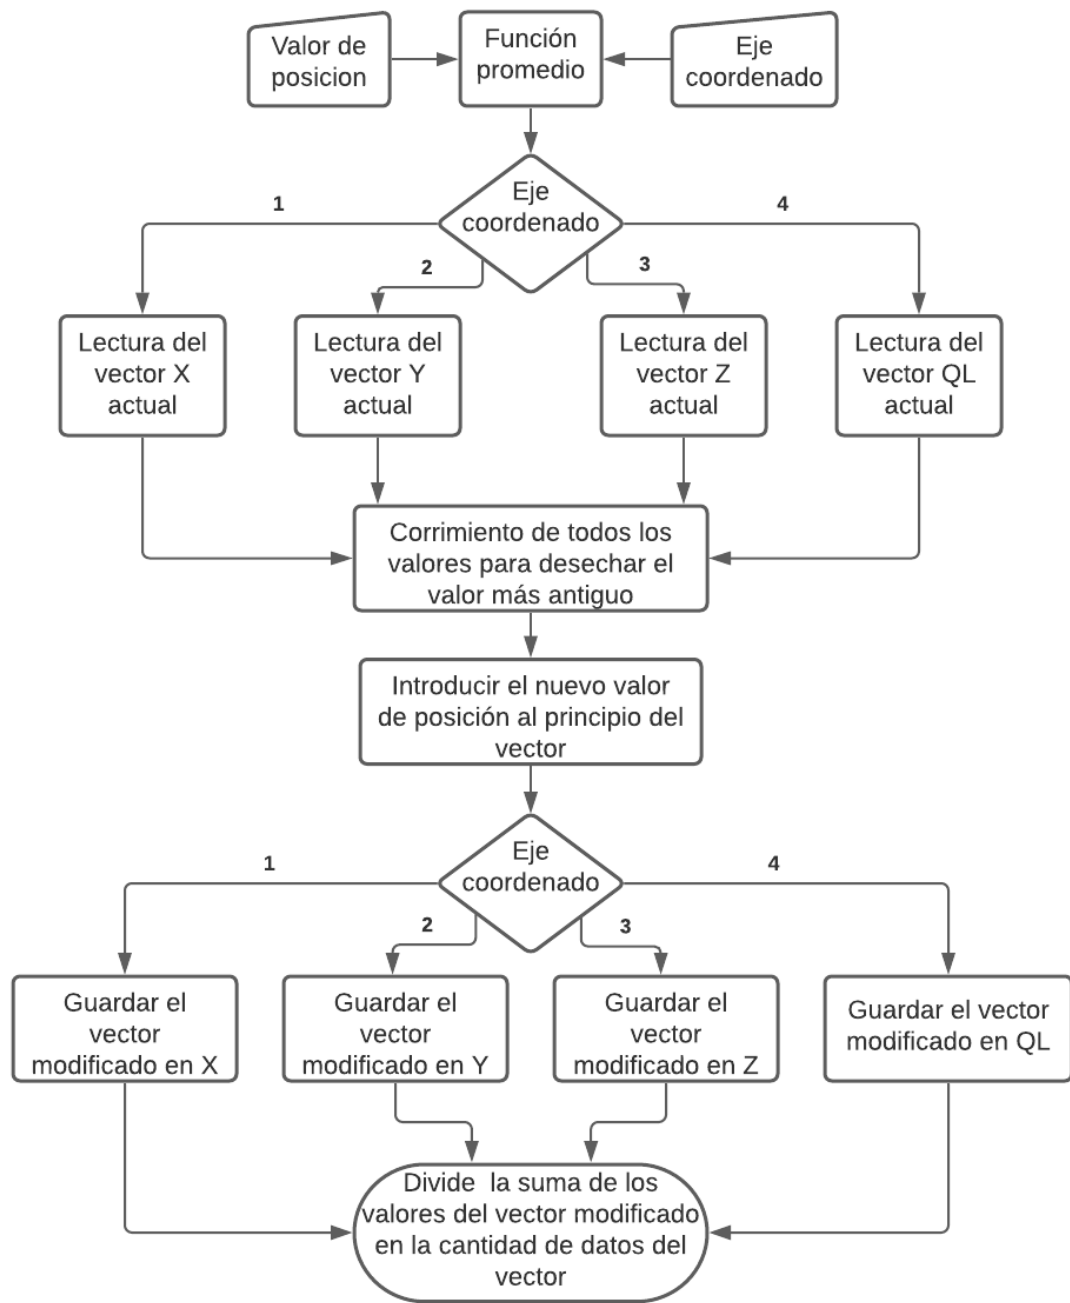 Valor de
posicion
Función
promedio
Eje
coordenado
Eje
coordenado
1
2
3
4
Lectura del
vector X
actual
Lectura del
vector Y
actual
Lectura del
vector Z
actual
Lectura del
vector QL
actual
Corrimiento de todos los
valores para desechar el
valor más antiguo
Introducir el nuevo valor
de posición al principio del
vector
Eje
coordenado
1
2
3
4
Guardar el
vector
modificado en X
Guardar el
vector
modificado en Y
Guardar el
vector
modificado en Z
Guardar el vector
modificado en QL
Divide la suma de los
valores del vector modificado
en la cantidad de datos del
vector